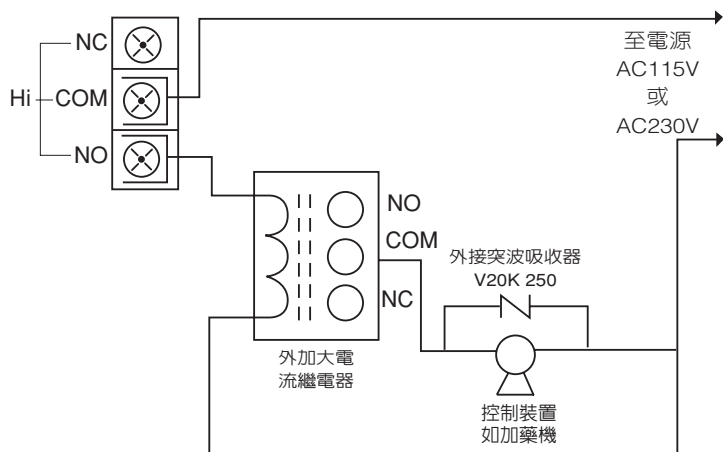 NC
Hi
COM
NO
至電源
AC115V
或
AC230V
NO
COM
NC
外接突波吸收器
V20K 250
外加大電
流繼電器
控制裝置
如加藥機